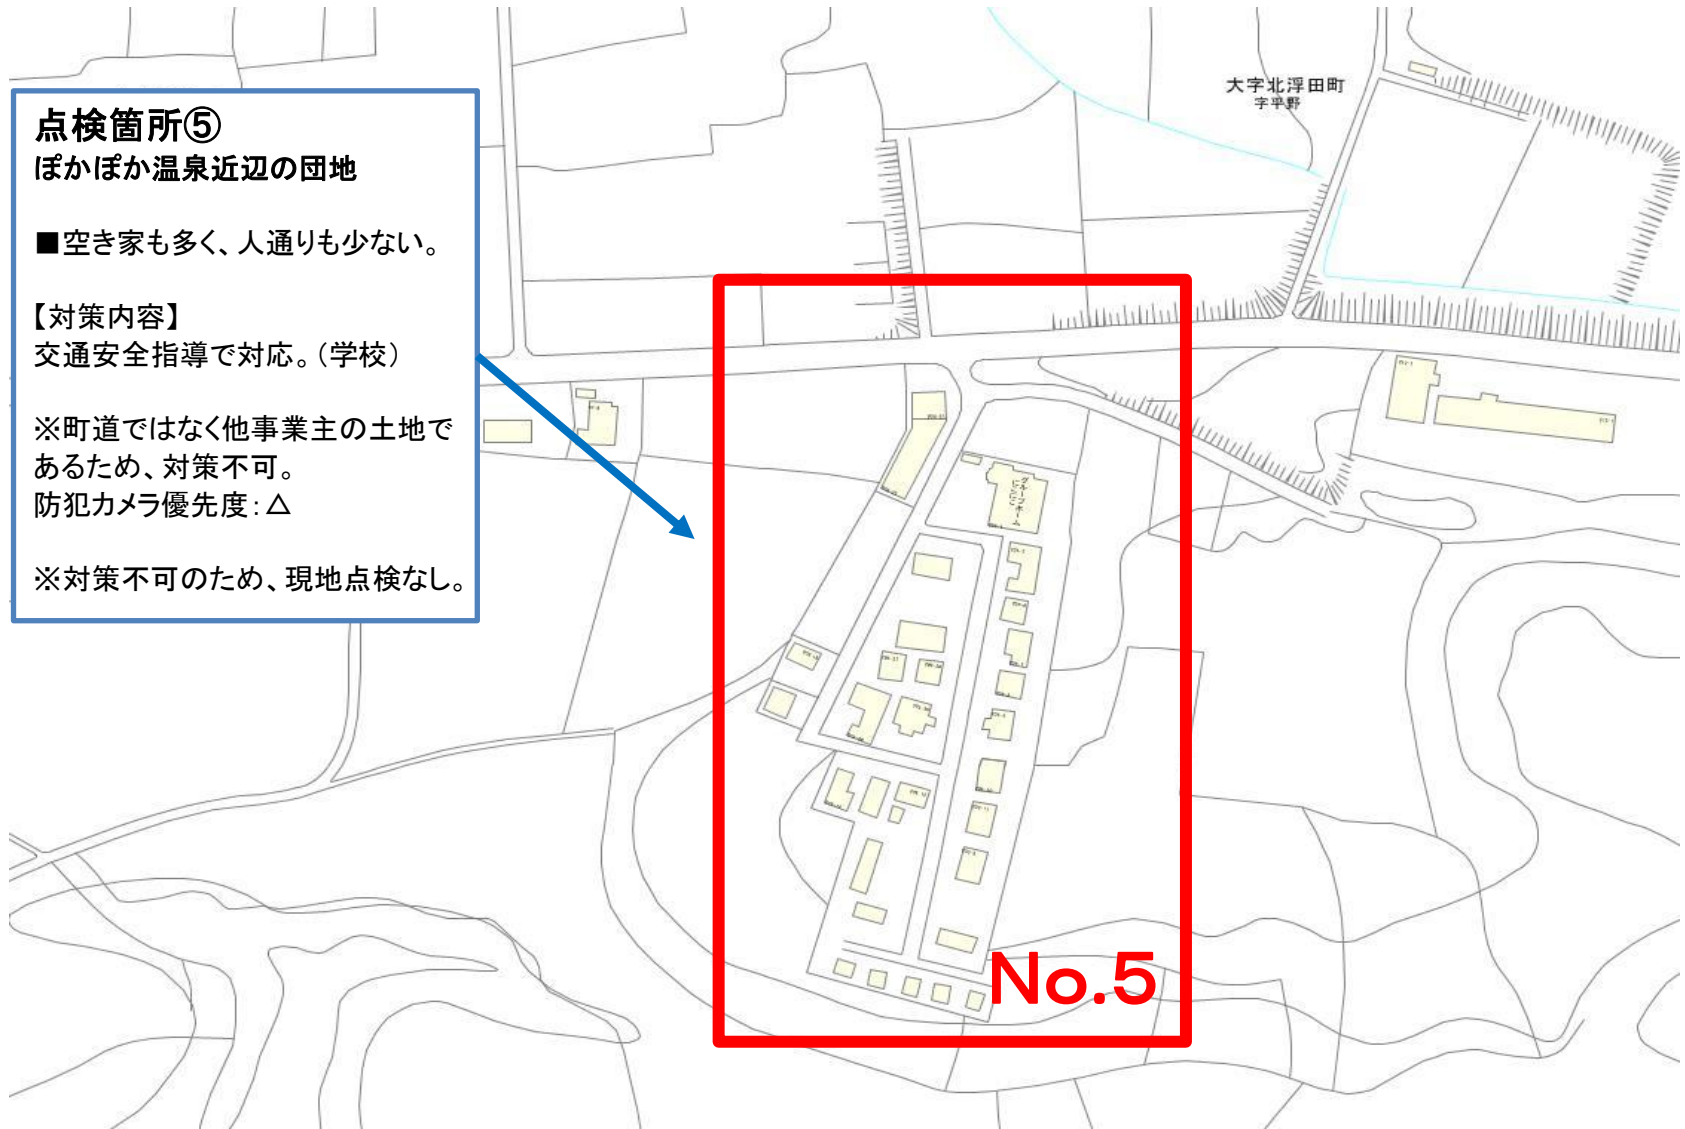 点検箇所⑤
ぽかぽか温泉近辺の団地
■空き家も多く、人通りも少ない。
【対策内容】
交通安全指導で対応。(学校)
※町道ではなく他事業主の土地で
あるため、対策不可。
防犯カメラ優先度:△
※対策不可のため、現地点検なし。
大字北浮田町
字平野
グループホーム
No.5